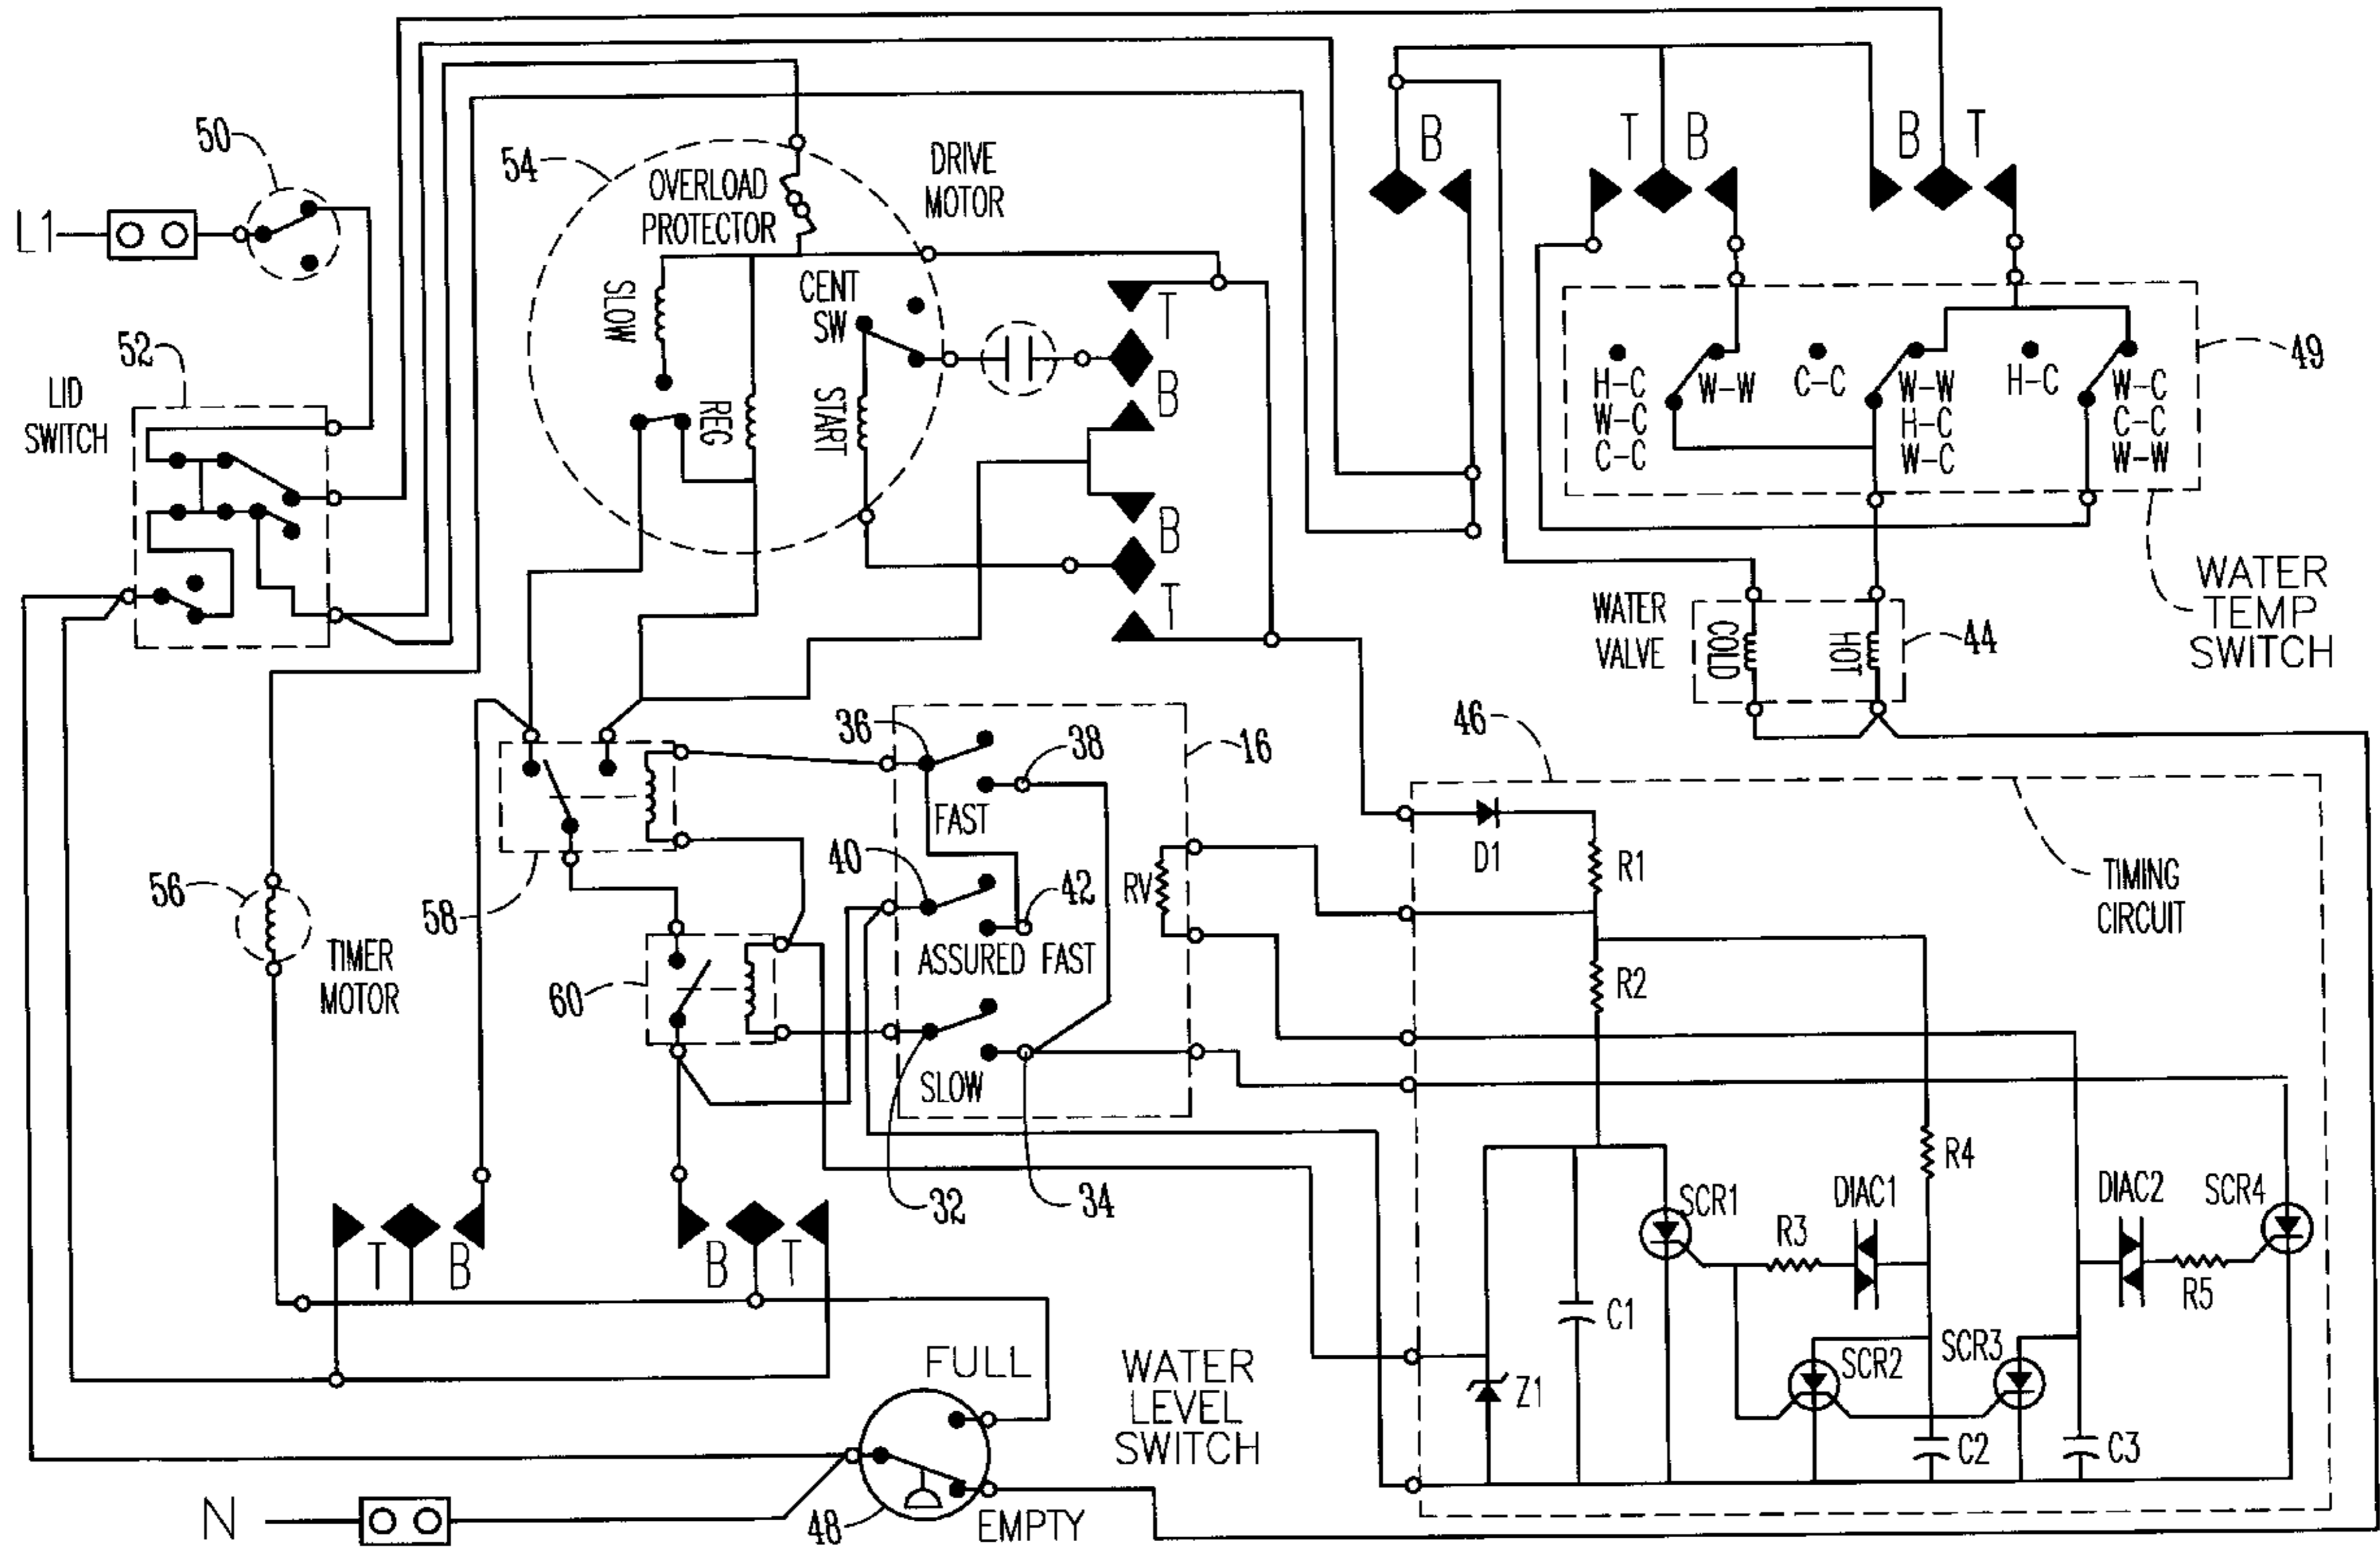 50
L1
52
LID
SWITCH
54
OVERLOAD
PROTECTOR
DRIVE
MOTOR
SLOW
REG
CENT
SW
START
T
B
B
T
B
T
B
B
T
49
H-C
W-C
C-C
W-W
C-C
W-W
H-C
W-C
H-C
W-C
C-C
W-W
WATER
TEMP
SWITCH
WATER
VALVE
COLD
HOT
44
36
38
16
FAST
40
42
RV
ASSURED FAST
SLOW
32
34
58
60
56
TIMER
MOTOR
46
TIMING
CIRCUIT
D1
R1
R2
R4
SCR1
R3
DIAC1
DIAC2
SCR4
R5
C1
SCR2
SCR3
Z1
C2
C3
T
B
B
T
FULL
WATER
LEVEL
SWITCH
N
48
EMPTY